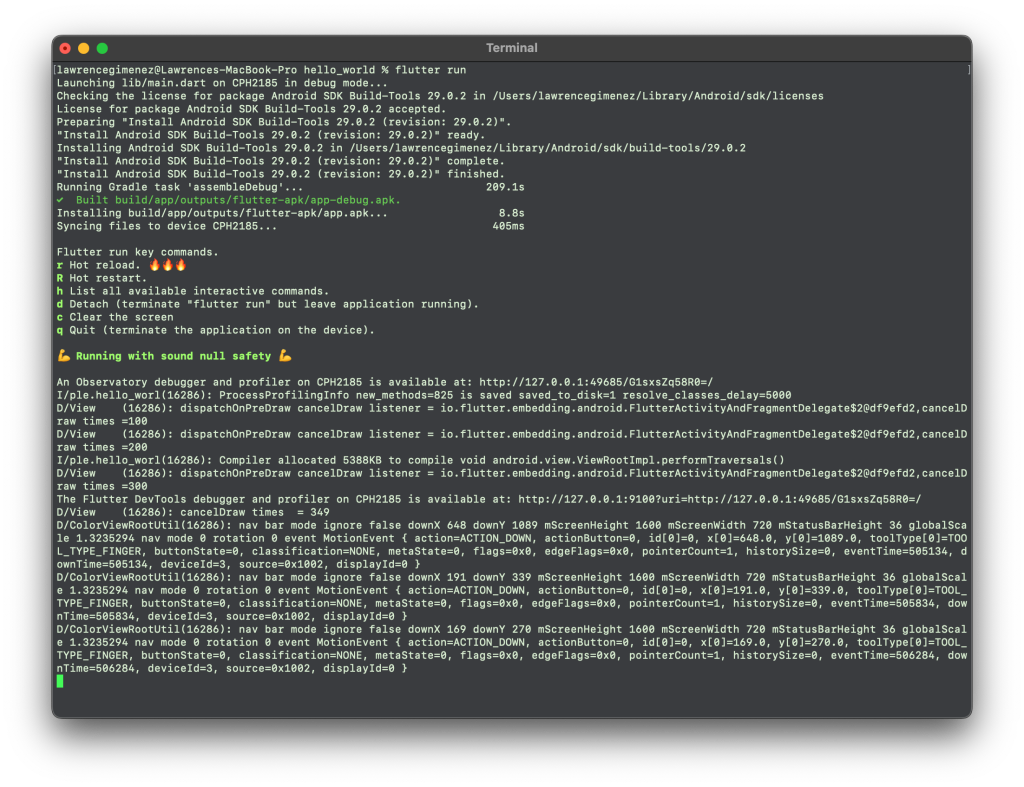 Terminal
[lawrencegimenez@Lawrences-MacBook-Pro hello_world % flutter run ]
Launching lib/main.dart on CPH2185 in debug mode...
Checking the license for package Android SDK Build-Tools 29.0.2 in /Users/lawrencegimenez/Library/Android/sdk/licenses
License for package Android SDK Build-Tools 29.0.2 accepted.
Preparing "Install Android SDK Build-Tools 29.0.2 (revision: 29.0.2)".
"Install Android SDK Build-Tools 29.0.2 (revision: 29.0.2)" ready.
Installing Android SDK Build-Tools 29.0.2 in /Users/lawrencegimenez/Library/Android/sdk/build-tools/29.0.2
"Install Android SDK Build-Tools 29.0.2 (revision: 29.0.2)" complete.
"Install Android SDK Build-Tools 29.0.2 (revision: 29.0.2)" finished.
Running Gradle task 'assembleDebug'... 209.1s
✓ Built build/app/outputs/flutter-apk/app-debug.apk.
Installing build/app/outputs/flutter-apk/app.apk... 8.8s
Syncing files to device CPH2185... 405ms
Flutter run key commands.
r Hot reload. 🔥🔥🔥
R Hot restart.
h List all available interactive commands.
d Detach (terminate "flutter run" but leave application running).
c Clear the screen
q Quit (terminate the application on the device).
💪 Running with sound null safety 💪
An Observatory debugger and profiler on CPH2185 is available at: http://127.0.0.1:49685/G1sxsZq58R0=/
I/ple.hello_worl(16286): ProcessProfilingInfo new_methods=825 is saved saved_to_disk=1 resolve_classes_delay=5000
D/View    (16286): dispatchOnPreDraw cancelDraw listener = io.flutter.embedding.android.FlutterActivityAndFragmentDelegate$2@df9efd2,cancelD
raw times =100
D/View    (16286): dispatchOnPreDraw cancelDraw listener = io.flutter.embedding.android.FlutterActivityAndFragmentDelegate$2@df9efd2,cancelD
raw times =200
I/ple.hello_worl(16286): Compiler allocated 5388KB to compile void android.view.ViewRootImpl.performTraversals()
D/View    (16286): dispatchOnPreDraw cancelDraw listener = io.flutter.embedding.android.FlutterActivityAndFragmentDelegate$2@df9efd2,cancelD
raw times =300
The Flutter DevTools debugger and profiler on CPH2185 is available at: http://127.0.0.1:9100?uri=http://127.0.0.1:49685/G1sxsZq58R0=/
D/View    (16286): cancelDraw times  = 349
D/ColorViewRootUtil(16286): nav bar mode ignore false downX 648 downY 1089 mScreenHeight 1600 mScreenWidth 720 mStatusBarHeight 36 globalSca
le 1.3235294 nav mode 0 rotation 0 event MotionEvent { action=ACTION_DOWN, actionButton=0, id[0]=0, x[0]=648.0, y[0]=1089.0, toolType[0]=TOO
L_TYPE_FINGER, buttonState=0, classification=NONE, metaState=0, flags=0x0, edgeFlags=0x0, pointerCount=1, historySize=0, eventTime=505134, d
ownTime=505134, deviceId=3, source=0x1002, displayId=0 }
D/ColorViewRootUtil(16286): nav bar mode ignore false downX 191 downY 339 mScreenHeight 1600 mScreenWidth 720 mStatusBarHeight 36 globalScal
e 1.3235294 nav mode 0 rotation 0 event MotionEvent { action=ACTION_DOWN, actionButton=0, id[0]=0, x[0]=191.0, y[0]=339.0, toolType[0]=TOOL_
TYPE_FINGER, buttonState=0, classification=NONE, metaState=0, flags=0x0, edgeFlags=0x0, pointerCount=1, historySize=0, eventTime=505834, dow
nTime=505834, deviceId=3, source=0x1002, displayId=0 }
D/ColorViewRootUtil(16286): nav bar mode ignore false downX 169 downY 270 mScreenHeight 1600 mScreenWidth 720 mStatusBarHeight 36 globalScal
e 1.3235294 nav mode 0 rotation 0 event MotionEvent { action=ACTION_DOWN, actionButton=0, id[0]=0, x[0]=169.0, y[0]=270.0, toolType[0]=TOOL_
TYPE_FINGER, buttonState=0, classification=NONE, metaState=0, flags=0x0, edgeFlags=0x0, pointerCount=1, historySize=0, eventTime=506284, dow
nTime=506284, deviceId=3, source=0x1002, displayId=0 }